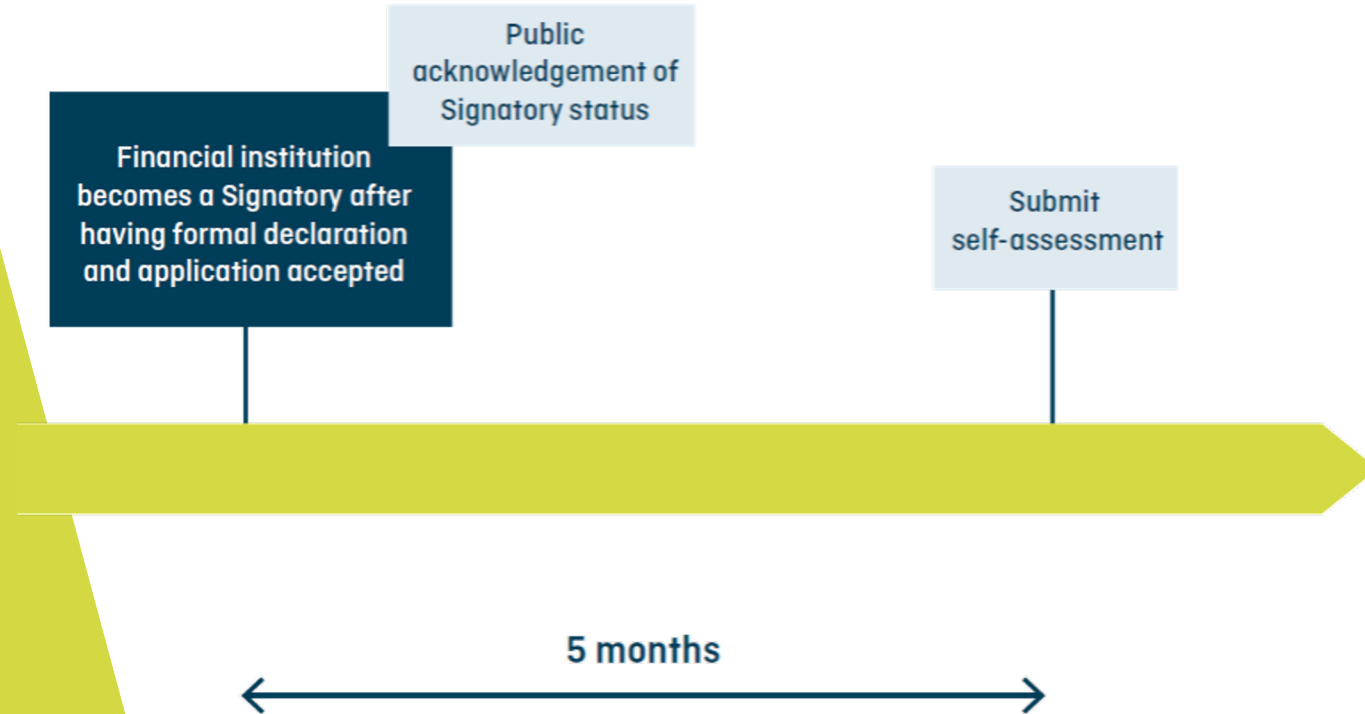 Public
acknowledgement of
Signatory status
Financial institution
becomes a Signatory after
having formal declaration
and application accepted
Submit
self-assessment
5 months